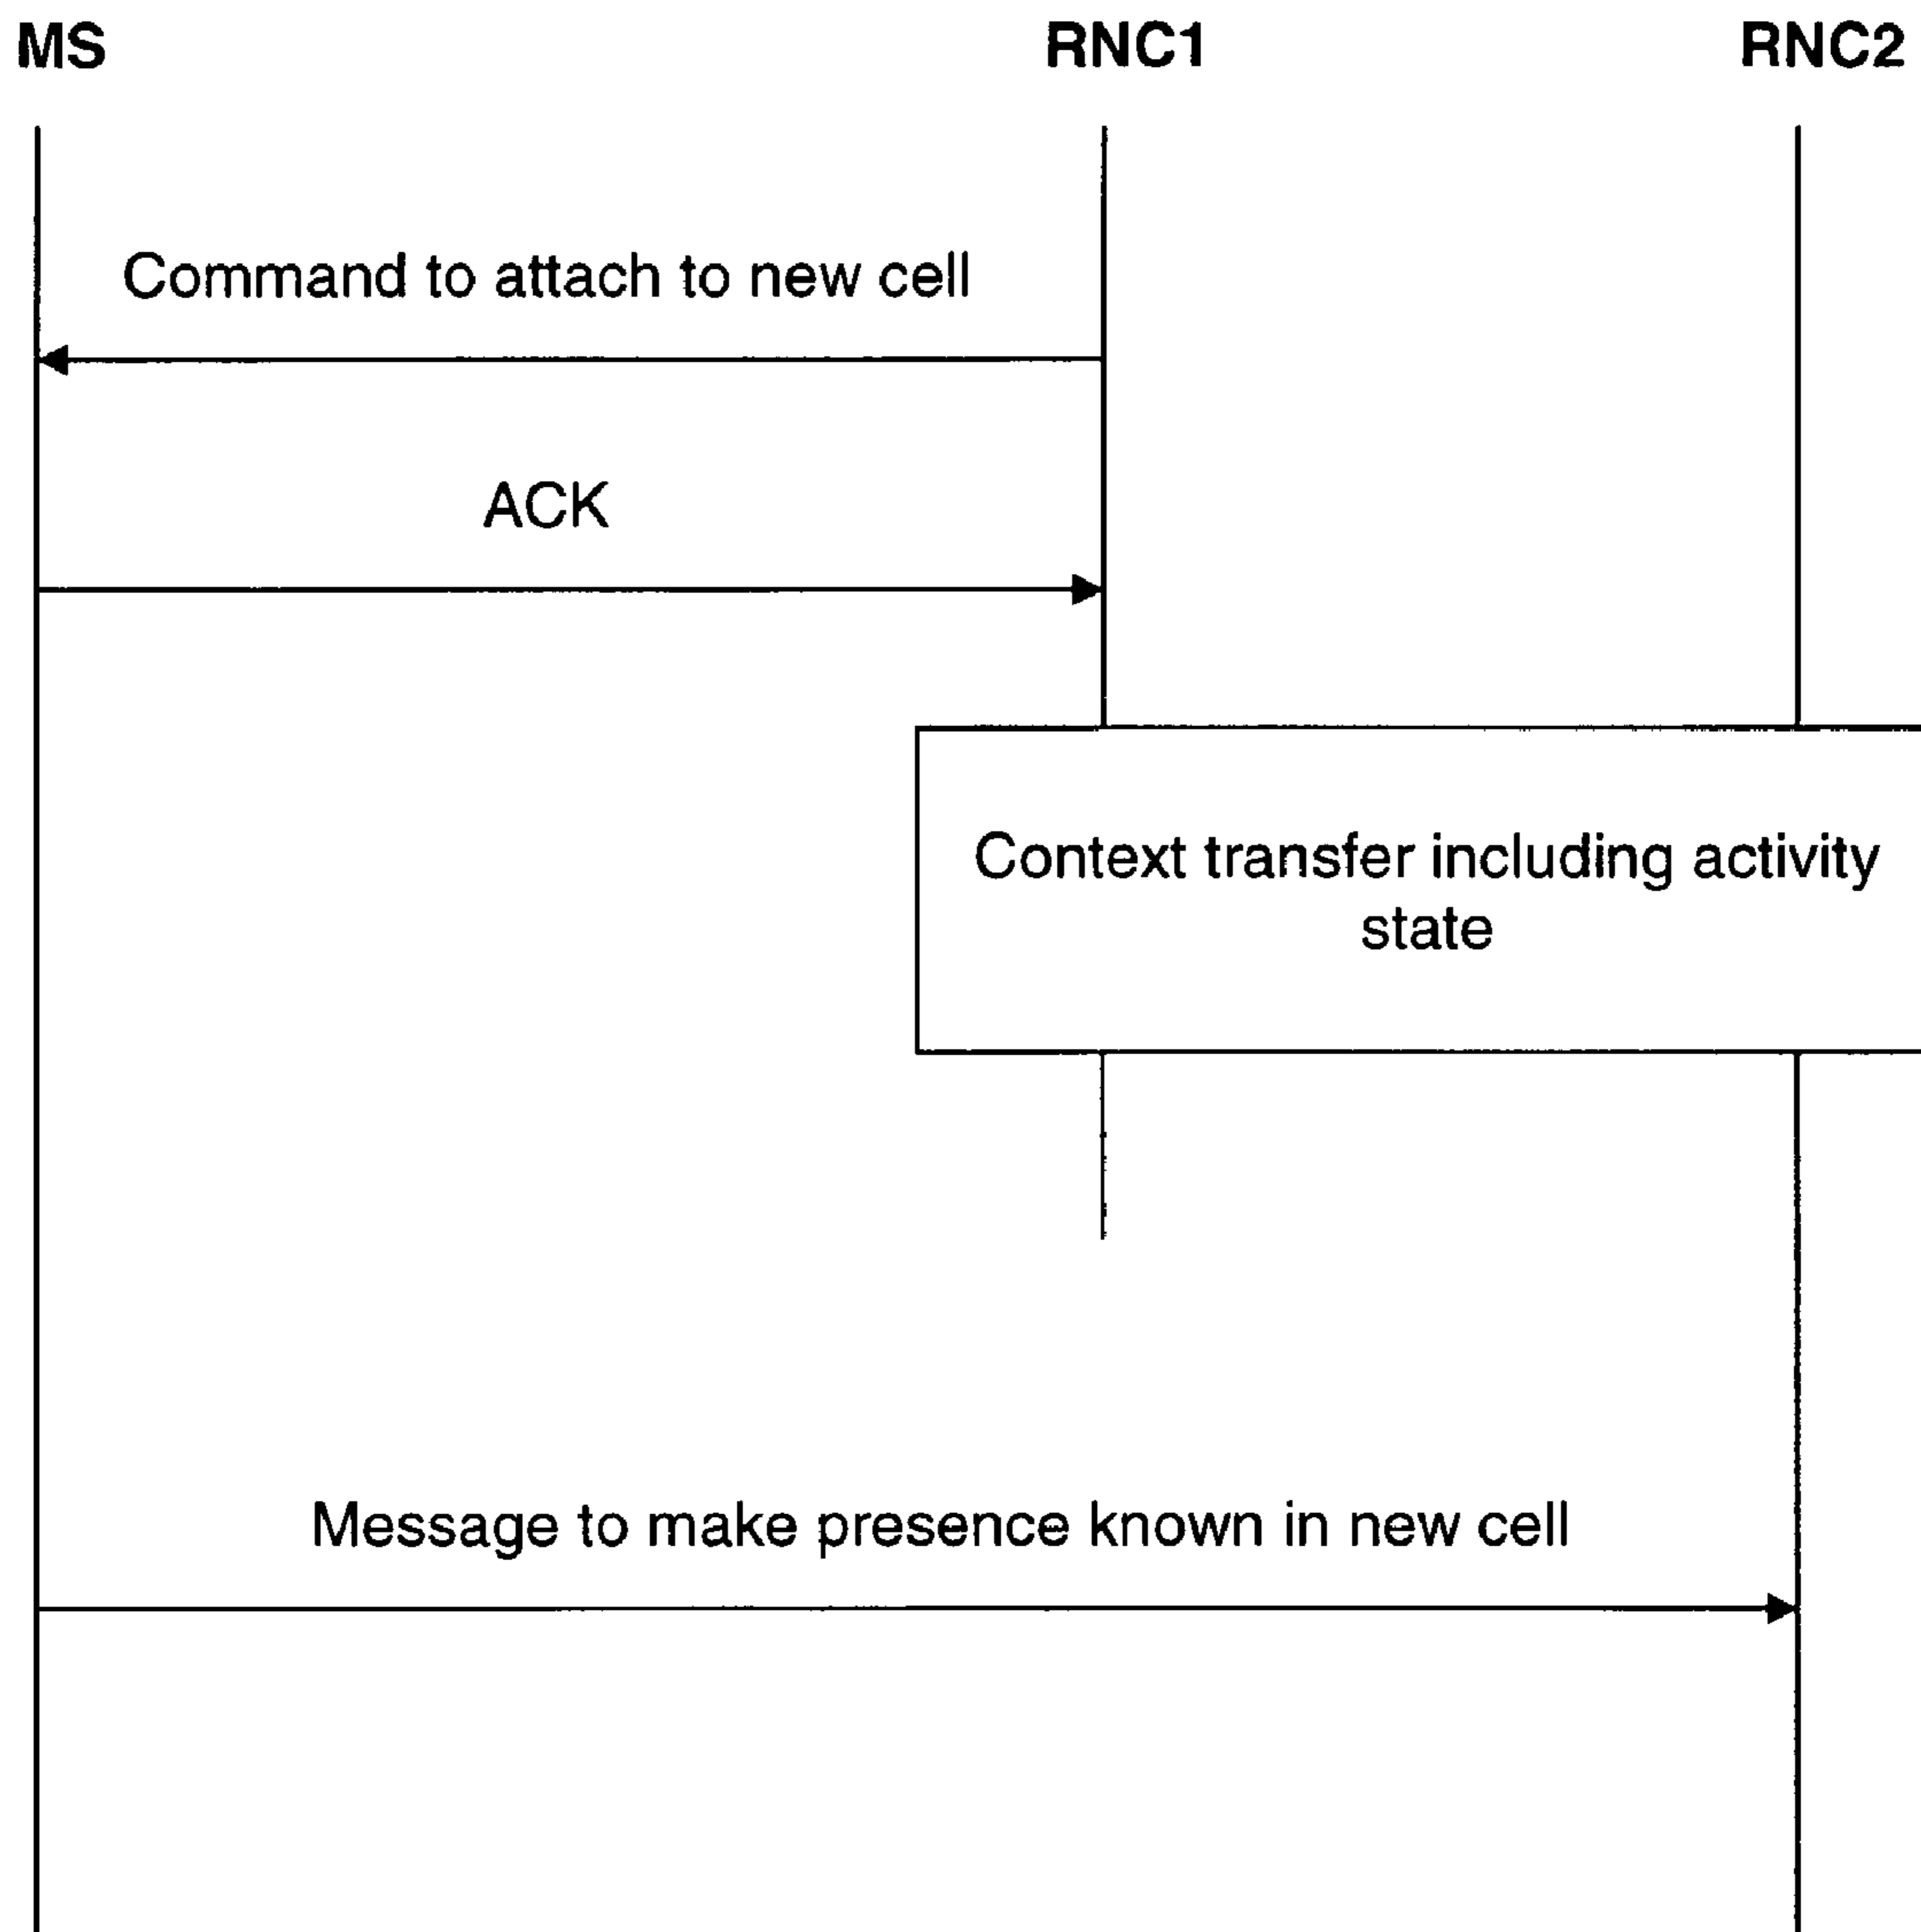 MS RNC1 RNC2
Command to attach to new cell
ACK
Context transfer including activity
state
Message to make presence known in new cell